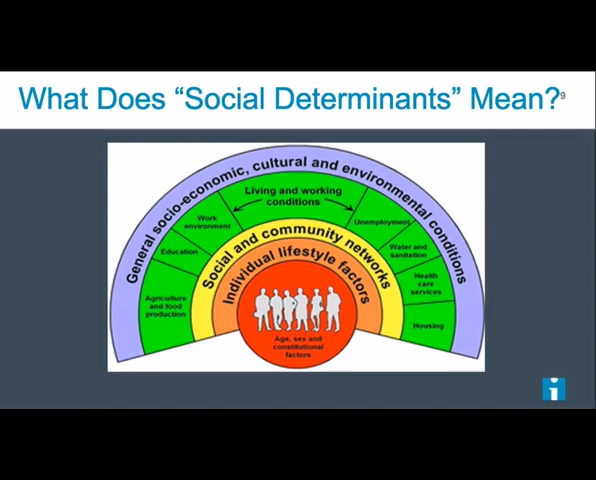 What Does “Social Determinants” Mean?9
General socio-economic, cultural and environmental conditions
Living and working
conditions
Work
environment
Unemployment
Education
Water and
sanitation
Social and community networks
Individual lifestyle factors
Health
care
services
Agriculture
and food
production
Housing
Age, sex and
constitutional
factors
i